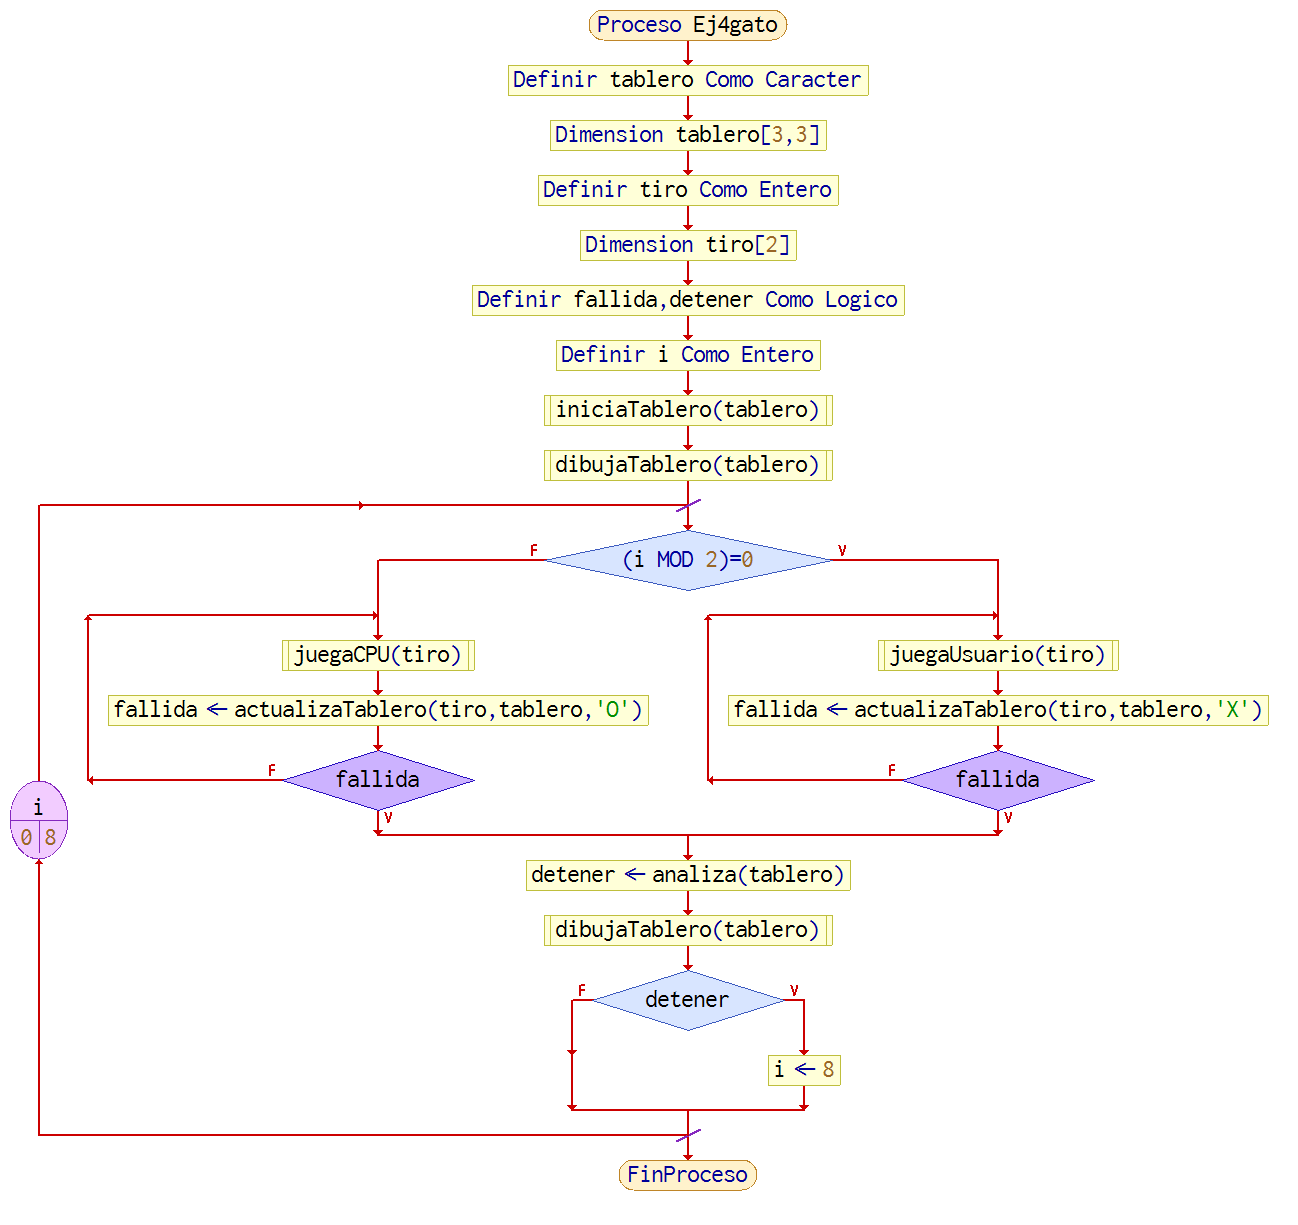 Proceso Ej4gato
Definir tablero Como Caracter
Dimension tablero[3,3]
Definir tiro Como Entero
Dimension tiro[2]
Definir fallida,detener Como Logico
Definir i Como Entero
iniciaTablero(tablero)
dibujaTablero(tablero)
F (i MOD 2)=0 V
juegaCPU(tiro) juegaUsuario(tiro)
fallida ← actualizaTablero(tiro,tablero,'O') fallida ← actualizaTablero(tiro,tablero,'X')
F fallida F fallida
i
V V
0 8
detener ← analiza(tablero)
dibujaTablero(tablero)
F detener V
i ← 8
FinProceso